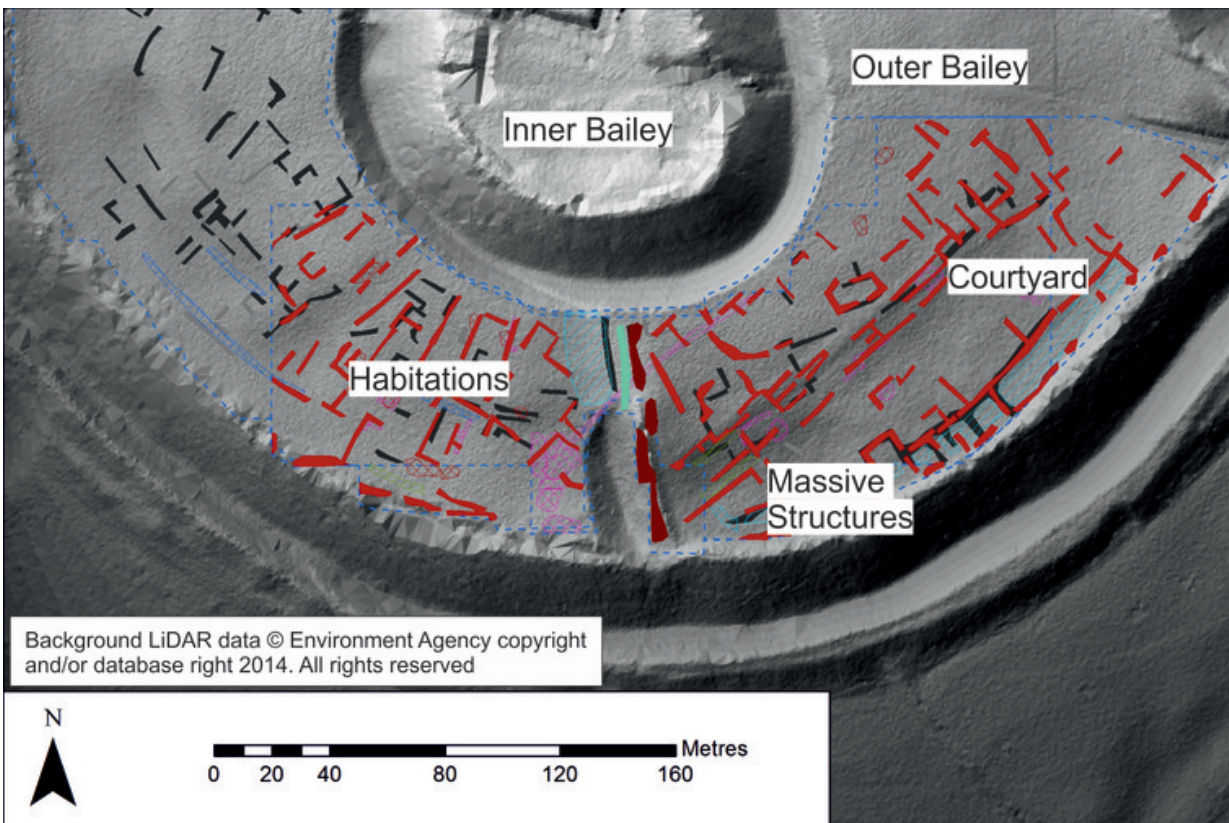 Outer Bailey
Inner Bailey
Courtyard
Habitations
Massive
Structures
Background LiDAR data © Environment Agency copyright
and/or database right 2014. All rights reserved
N
Metres
0 20 40 80 120 160